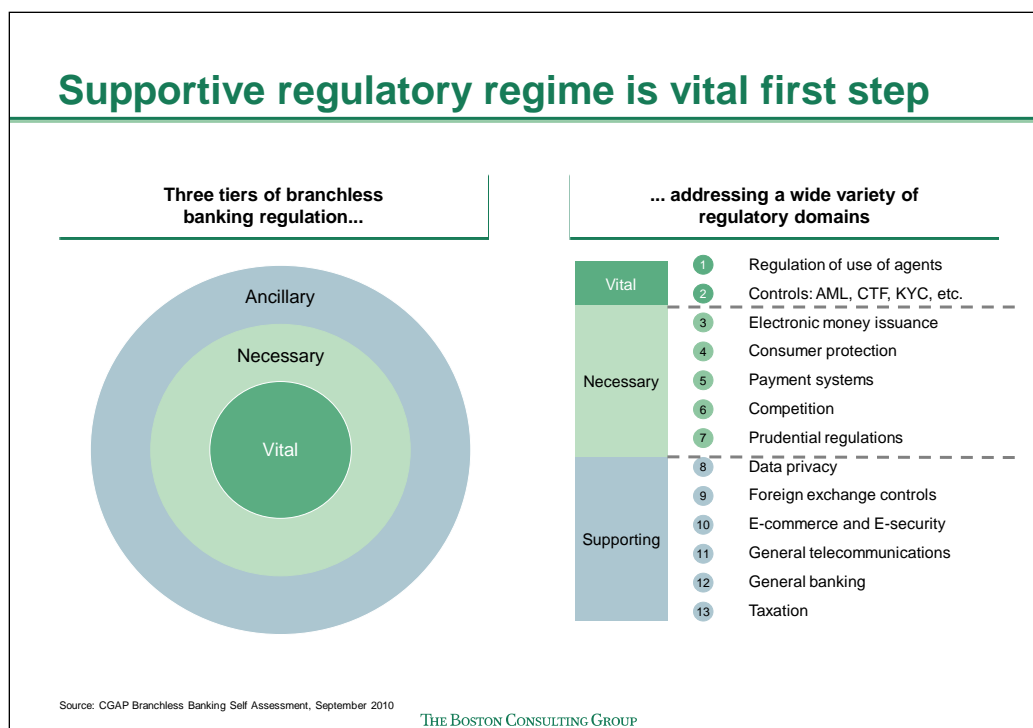 Supportive regulatory regime is vital first step
Three tiers of branchless
banking regulation...
Ancillary
Necessary
Vital
... addressing a wide variety of
regulatory domains
Vital
1 Regulation of use of agents
2 Controls: AML, CTF, KYC, etc.
Necessary
3 Electronic money issuance
4 Consumer protection
5 Payment systems
6 Competition
7 Prudential regulations
Supporting
8 Data privacy
9 Foreign exchange controls
10 E-commerce and E-security
11 General telecommunications
12 General banking
13 Taxation
Source: CGAP Branchless Banking Self Assessment, September 2010
THE BOSTON CONSULTING GROUP